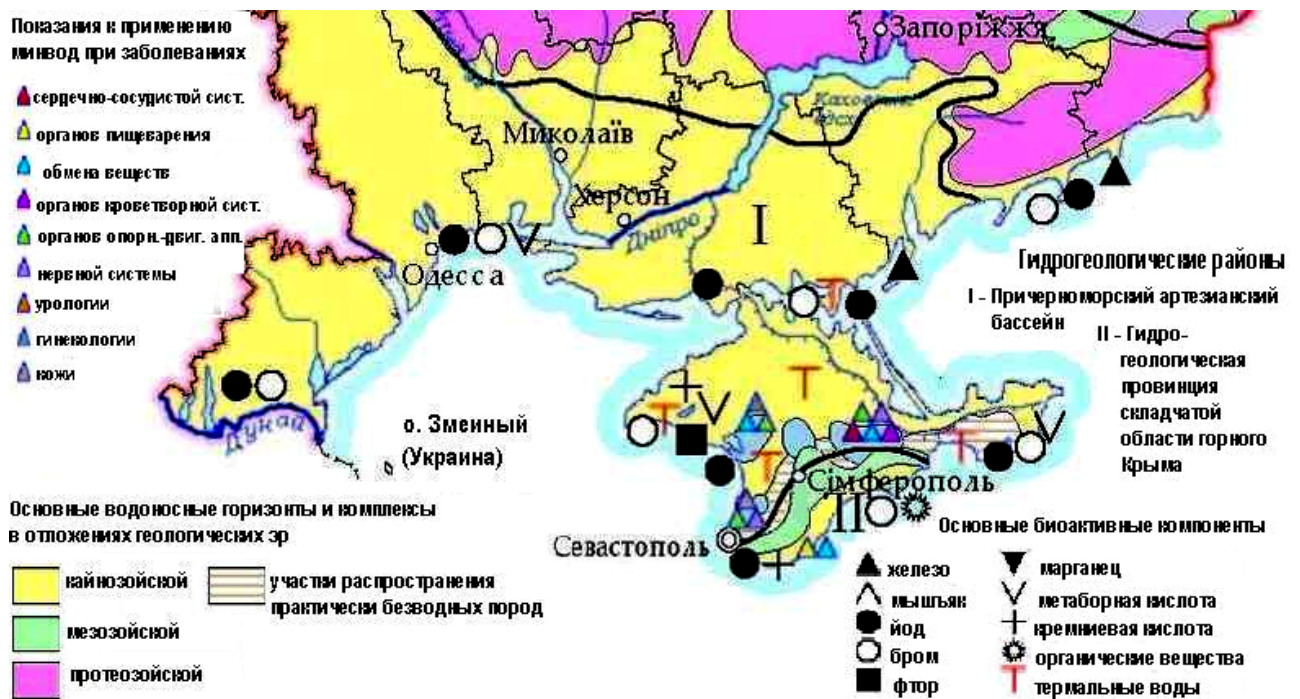 Показания к применению
минвод при заболеваниях
сердечно-сосудистой сист.
органов пищеварения
обмена веществ
органов кроветворной сист.
органов опорн.-двиг. апп.
нервной системы
урологии
гинекологии
кожи
Запоріжжя
Миколаїв
Херсон
Дніпро
I
Одесса
Дунай
о. Змеиный
(Украина)
Сімферополь
II
Севастополь
Гидрогеологические районы
I - Причерноморский артезианский
бассейн
II - Гидро-
геологическая
провинция
складчатой
области горного
Крыма
Основные водоносные горизонты и комплексы
в отложениях геологических эр
кайнозойской
мезозойской
протеозойской
участки распространения
практически безводных пород
Основные биоактивные компоненты
железо
мышьяк
йод
бром
фтор
марганец
метаборная кислота
кремниевая кислота
органические вещества
термальные воды